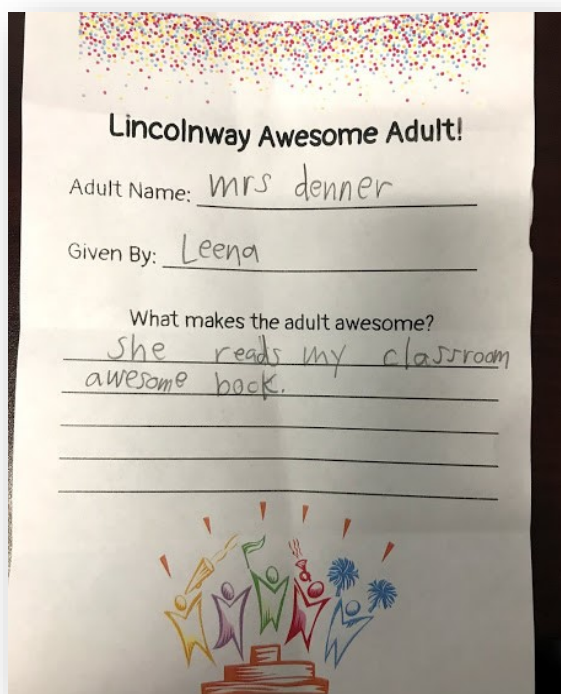 Lincolnway Awesome Adult!
Adult Name: mrs denner
Given By: Leena
What makes the adult awesome?
she reads my classroom
awesome book.